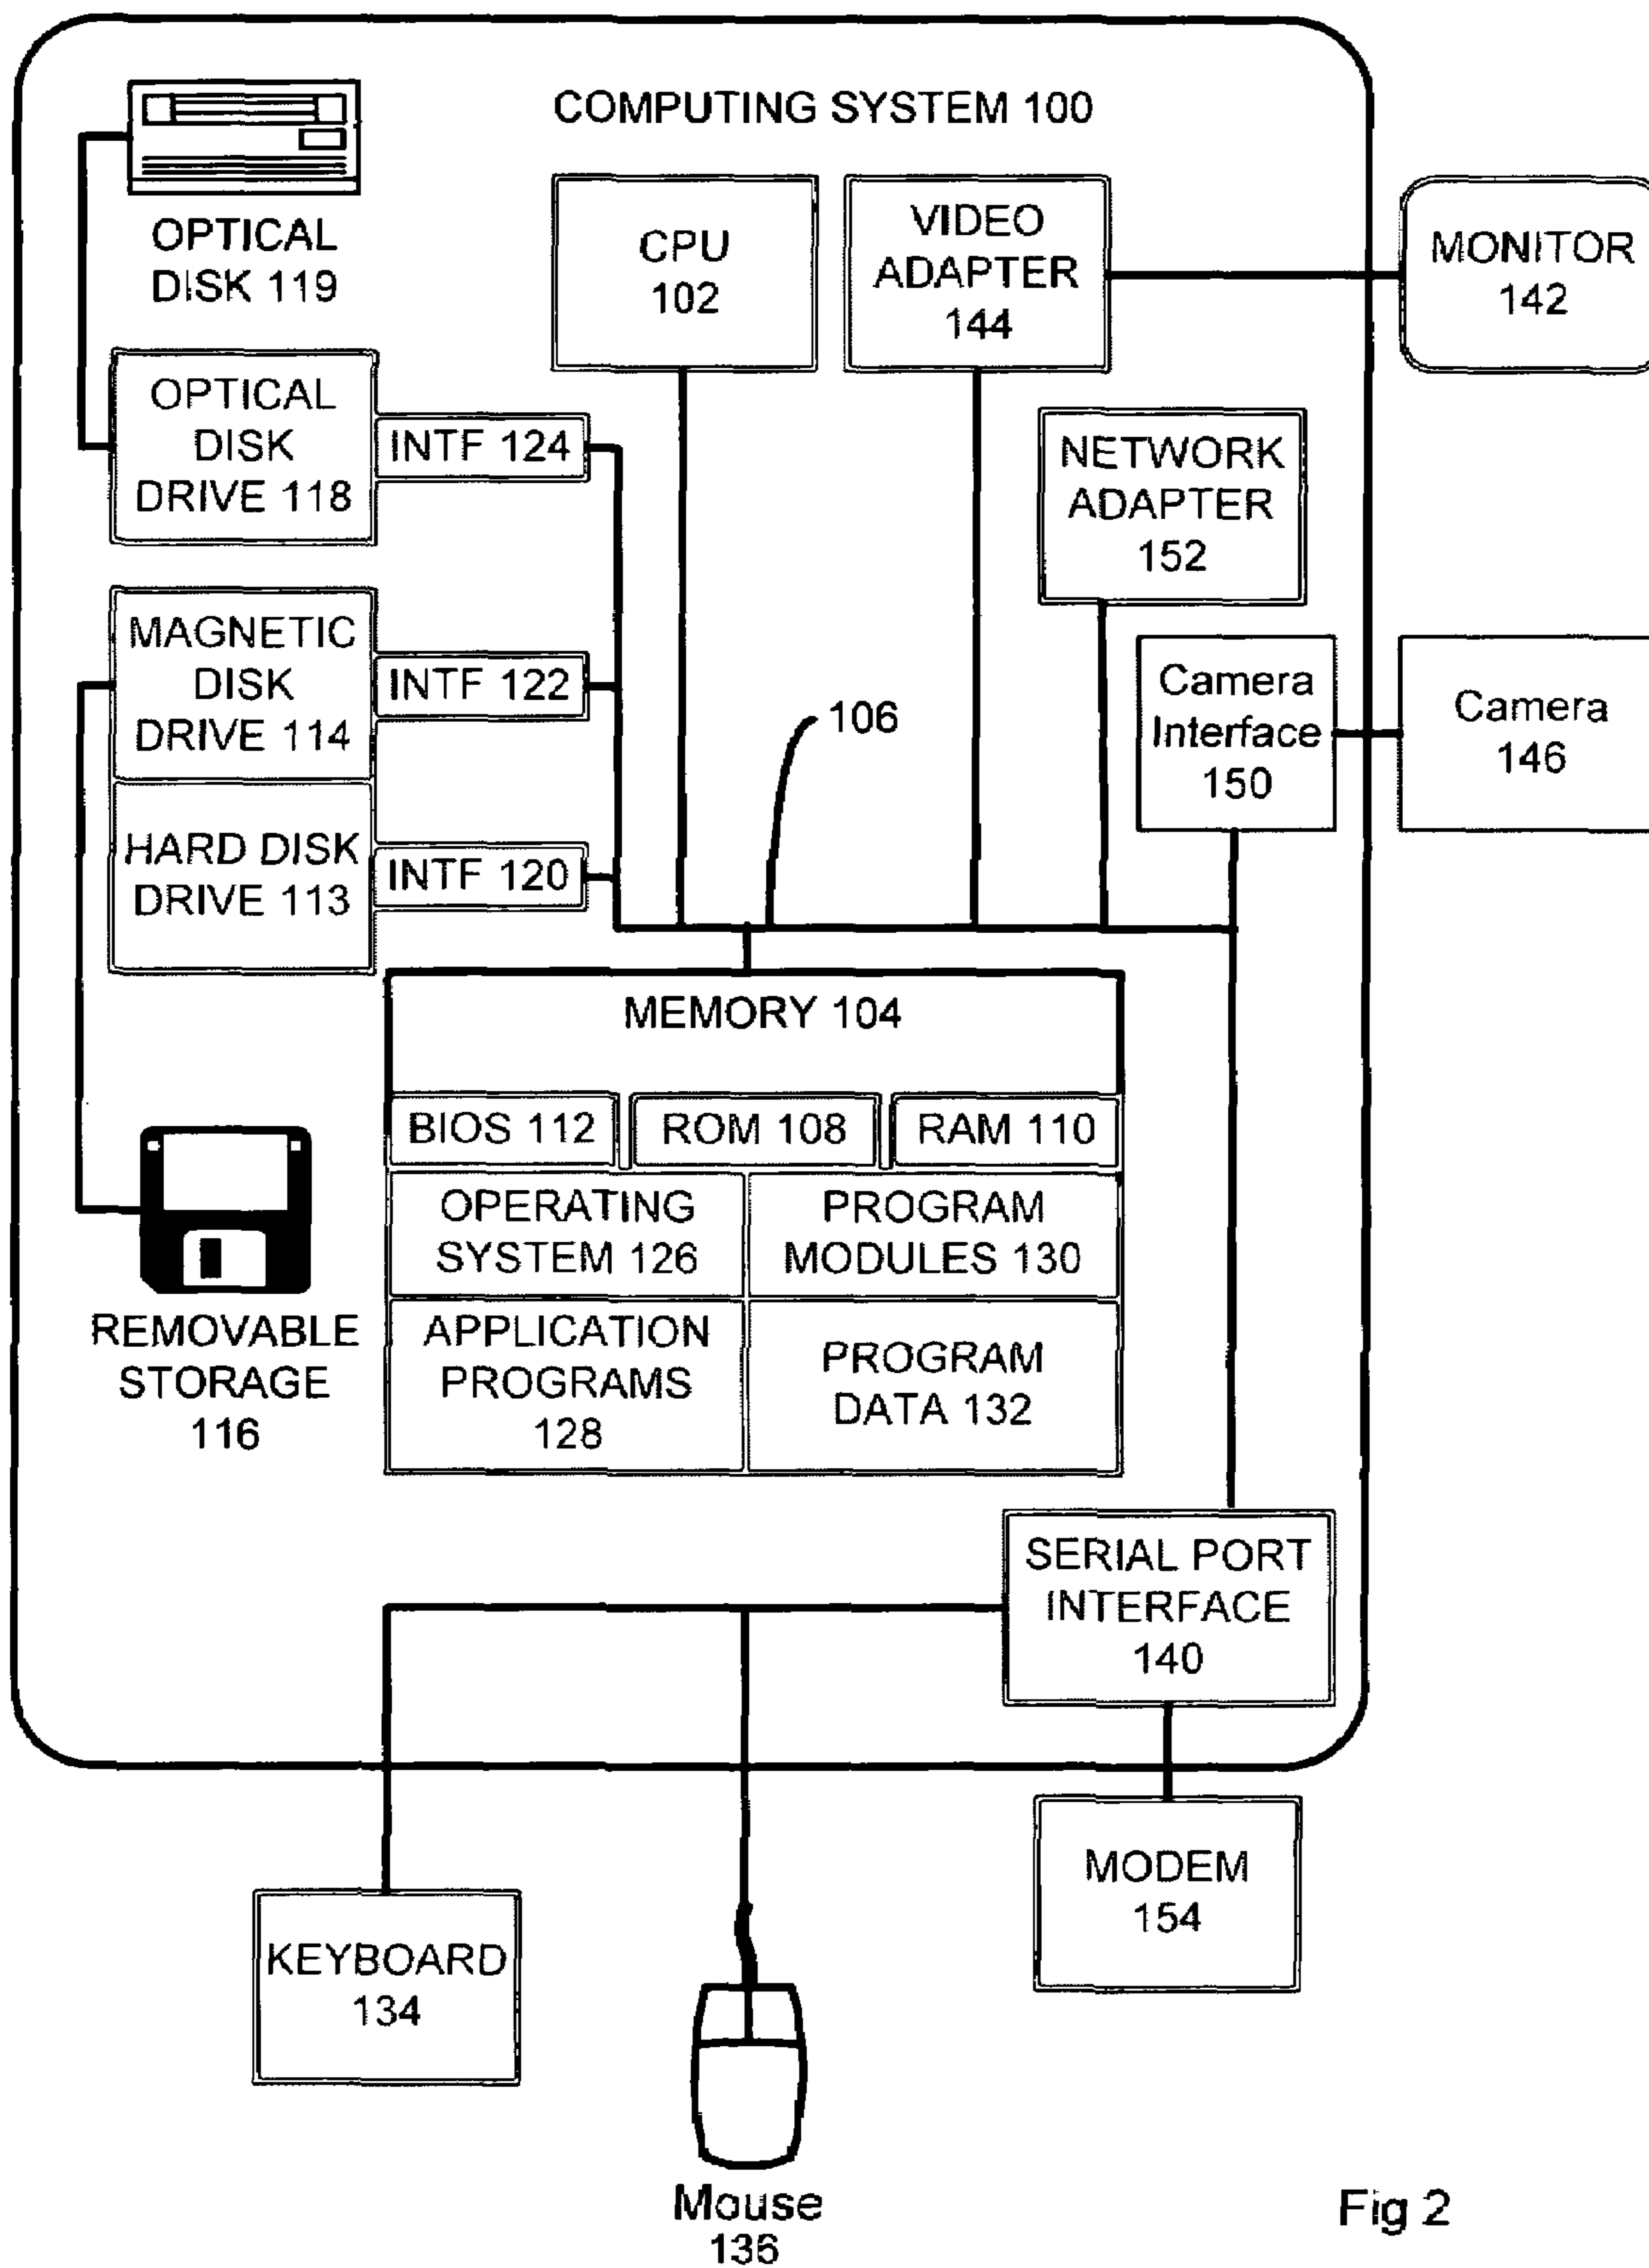 COMPUTING SYSTEM 100
OPTICAL
DISK 119
CPU
102
VIDEO
ADAPTER
144
MONITOR
142
OPTICAL
DISK
DRIVE 118
INTF 124
NETWORK
ADAPTER
152
MAGNETIC
DISK
DRIVE 114
INTF 122
106
Camera
Interface
150
Camera
146
HARD DISK
DRIVE 113
INTF 120
MEMORY 104
BIOS 112
ROM 108
RAM 110
OPERATING
SYSTEM 126
PROGRAM
MODULES 130
REMOVABLE
STORAGE
116
APPLICATION
PROGRAMS
128
PROGRAM
DATA 132
SERIAL PORT
INTERFACE
140
MODEM
154
KEYBOARD
134
Mouse
136
Fig 2